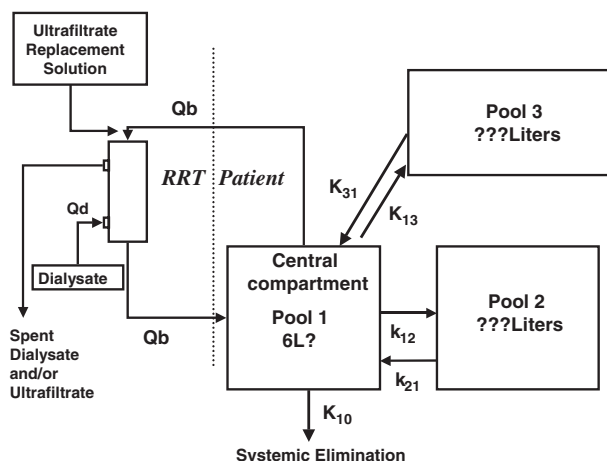 Ultrafiltrate
Replacement
Solution
Qb
Pool 3
???Liters
RRT
Patient
K31
K13
Qd
Dialysate
Central
compartment
Pool 1
6L?
Pool 2
???Liters
k12
k21
Qb
Spent
Dialysate
and/or
Ultrafiltrate
K10
Systemic Elimination